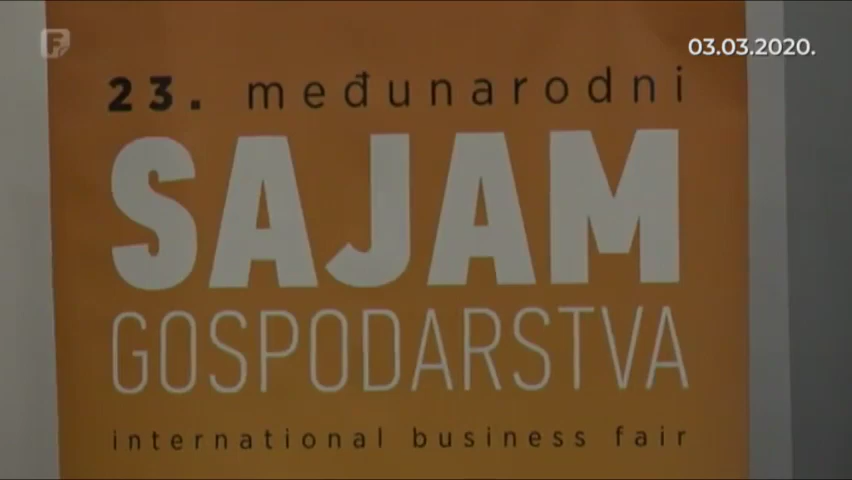 03.03.2020.
23. međunarodni
SAJAM
GOSPODARSTVA
international business fair